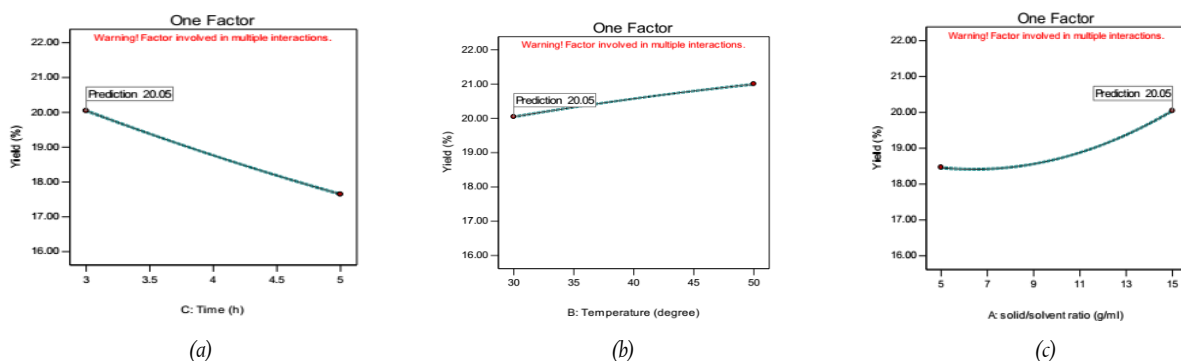 One Factor
Warning! Factor involved in multiple interactions.
22.00
21.00
20.00
19.00
18.00
17.00
16.00
Prediction 20.05
Yield (%)
3
3.5
4
4.5
5
C: Time (h)
(a)
One Factor
Warning! Factor involved in multiple interactions.
22.00
21.00
20.00
19.00
18.00
17.00
16.00
Prediction 20.05
Yield (%)
30
35
40
45
50
B: Temperature (degree)
(b)
One Factor
Warning! Factor involved in multiple interactions.
22.00
21.00
20.00
19.00
18.00
17.00
16.00
Prediction 20.05
Yield (%)
5
7
9
11
13
15
A: solid/solvent ratio (g/ml)
(c)